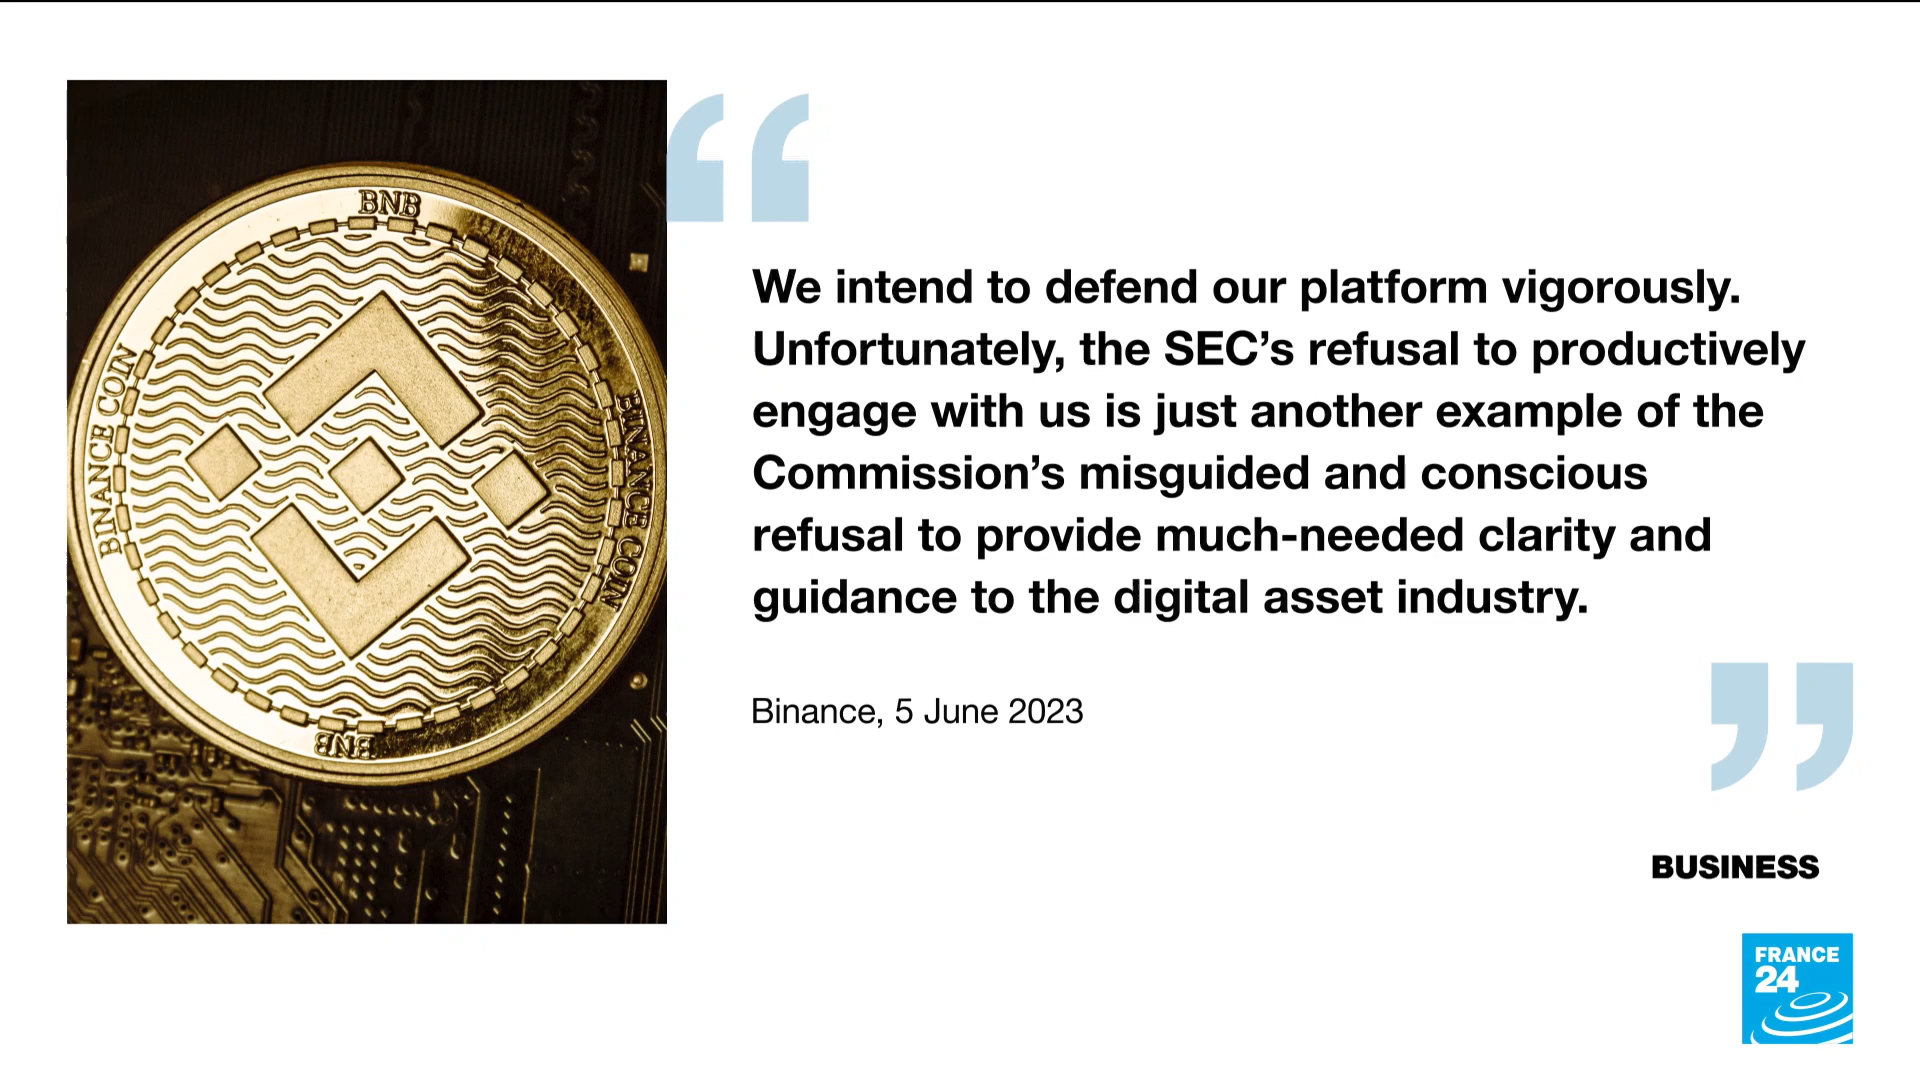 BNB
BINANCE COIN
BINANCE COIN
BNB
We intend to defend our platform vigorously.
Unfortunately, the SEC’s refusal to productively
engage with us is just another example of the
Commission’s misguided and conscious
refusal to provide much-needed clarity and
guidance to the digital asset industry.
Binance, 5 June 2023
BUSINESS
FRANCE
24